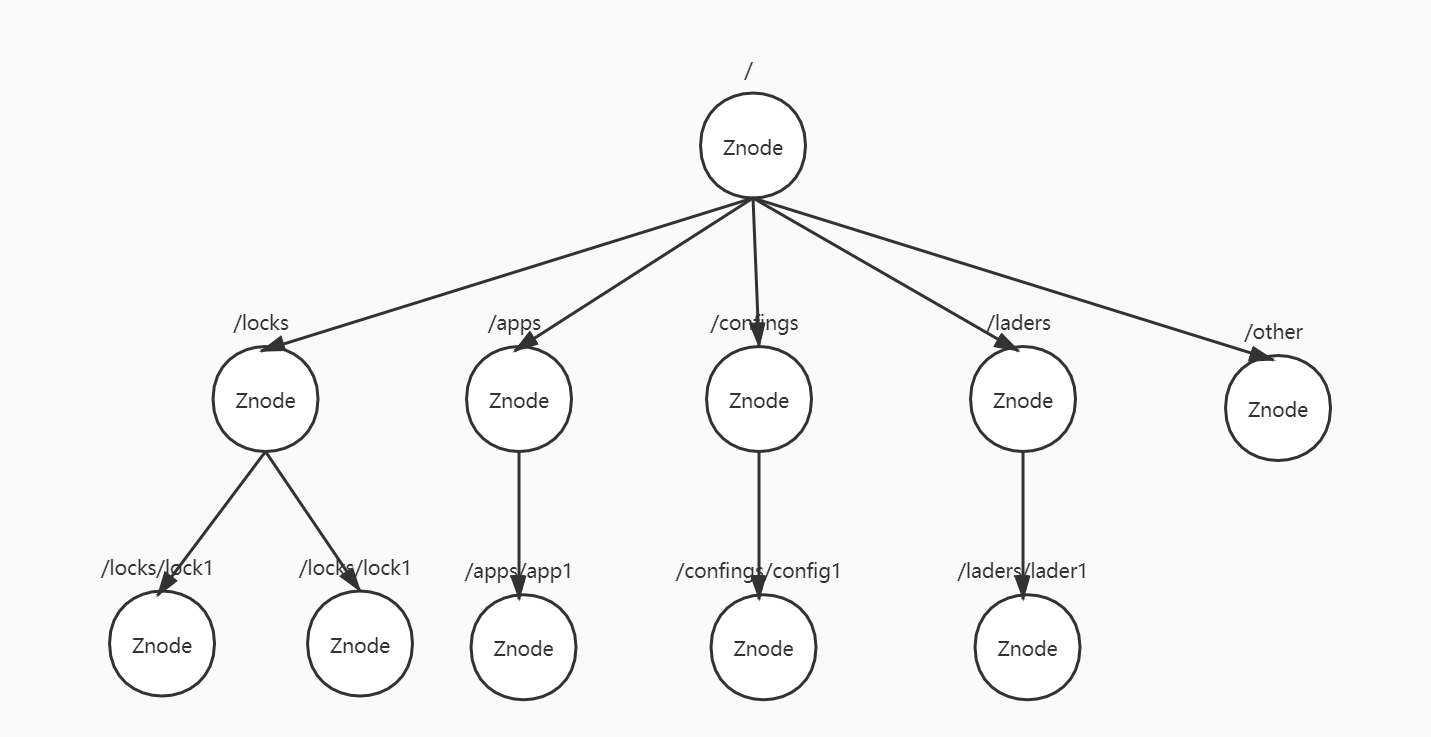 /
Znode
/locks
/apps
/confings
/laders
/other
Znode
Znode
Znode
Znode
Znode
/locks/lock1
/locks/lock1
/apps/app1
/confings/config1
/laders/lader1
Znode
Znode
Znode
Znode
Znode